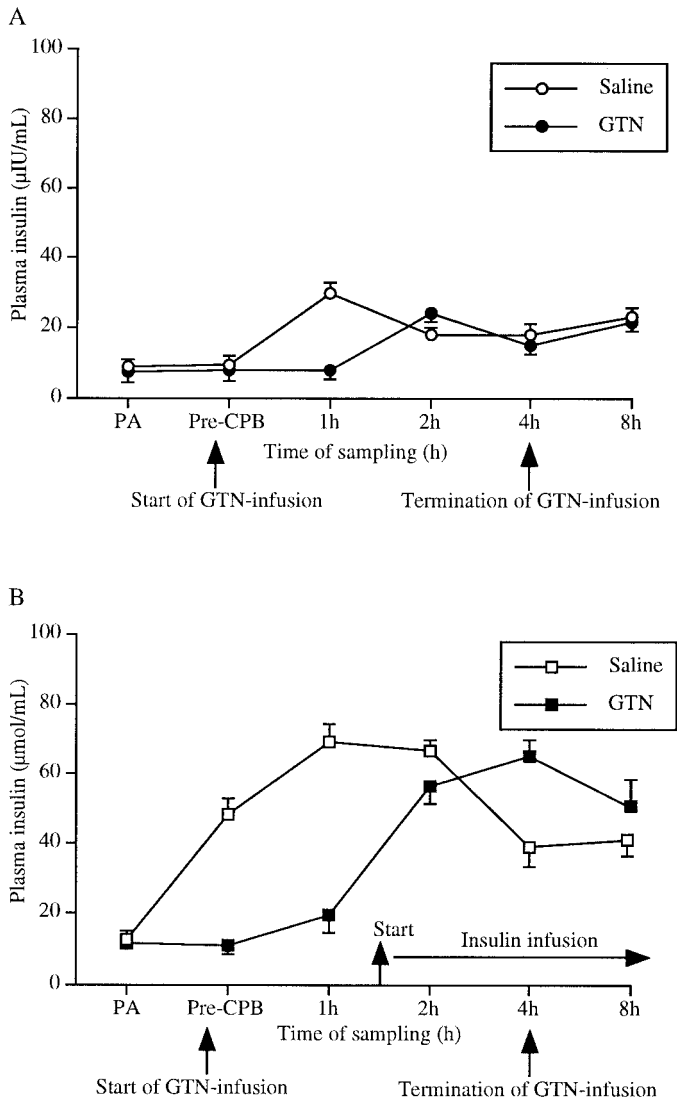 A
100
80
60
40
20
0
Plasma insulin (µIU/mL)
Saline
GTN
PA Pre-CPB 1h 2h 4h 8h
Time of sampling (h)
Start of GTN-infusion Termination of GTN-infusion
B
100
80
60
40
20
0
Plasma insulin (µmol/mL)
Saline
GTN
Start
Insulin infusion
PA Pre-CPB 1h 2h 4h 8h
Time of sampling (h)
Start of GTN-infusion Termination of GTN-infusion